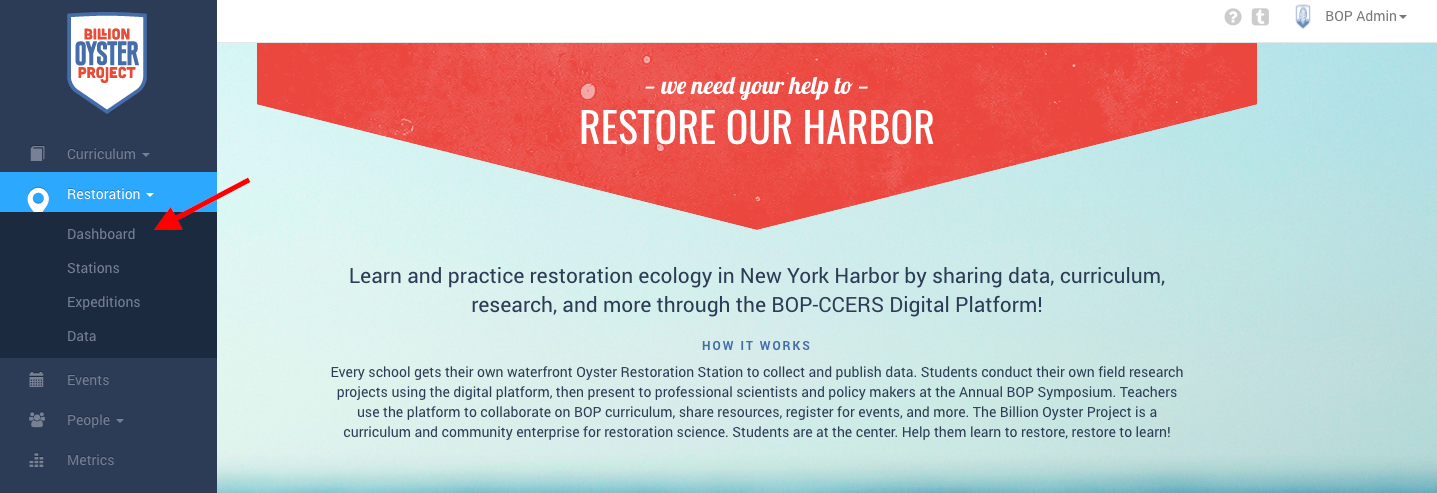 BILLION
OYSTER
PROJECT
Curriculum
Restoration
Dashboard
Stations
Expeditions
Data
Events
People
Metrics
? t BOP Admin
– we need your help to –
RESTORE OUR HARBOR
Learn and practice restoration ecology in New York Harbor by sharing data, curriculum,
research, and more through the BOP-CCERS Digital Platform!
HOW IT WORKS
Every school gets their own waterfront Oyster Restoration Station to collect and publish data. Students conduct their own field research
projects using the digital platform, then present to professional scientists and policy makers at the Annual BOP Symposium. Teachers
use the platform to collaborate on BOP curriculum, share resources, register for events, and more. The Billion Oyster Project is a
curriculum and community enterprise for restoration science. Students are at the center. Help them learn to restore, restore to learn!